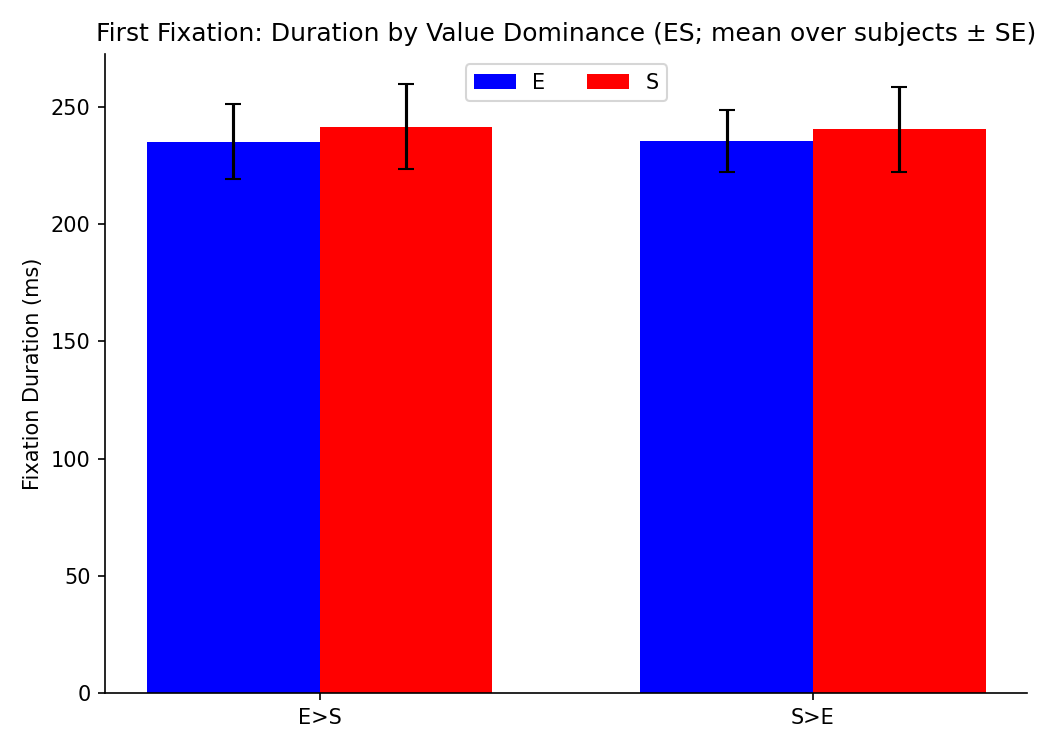 First Fixation: Duration by Value Dominance (ES; mean over subjects ± SE)
E S
Fixation Duration (ms)
250
200
150
100
50
0
E>S S>E